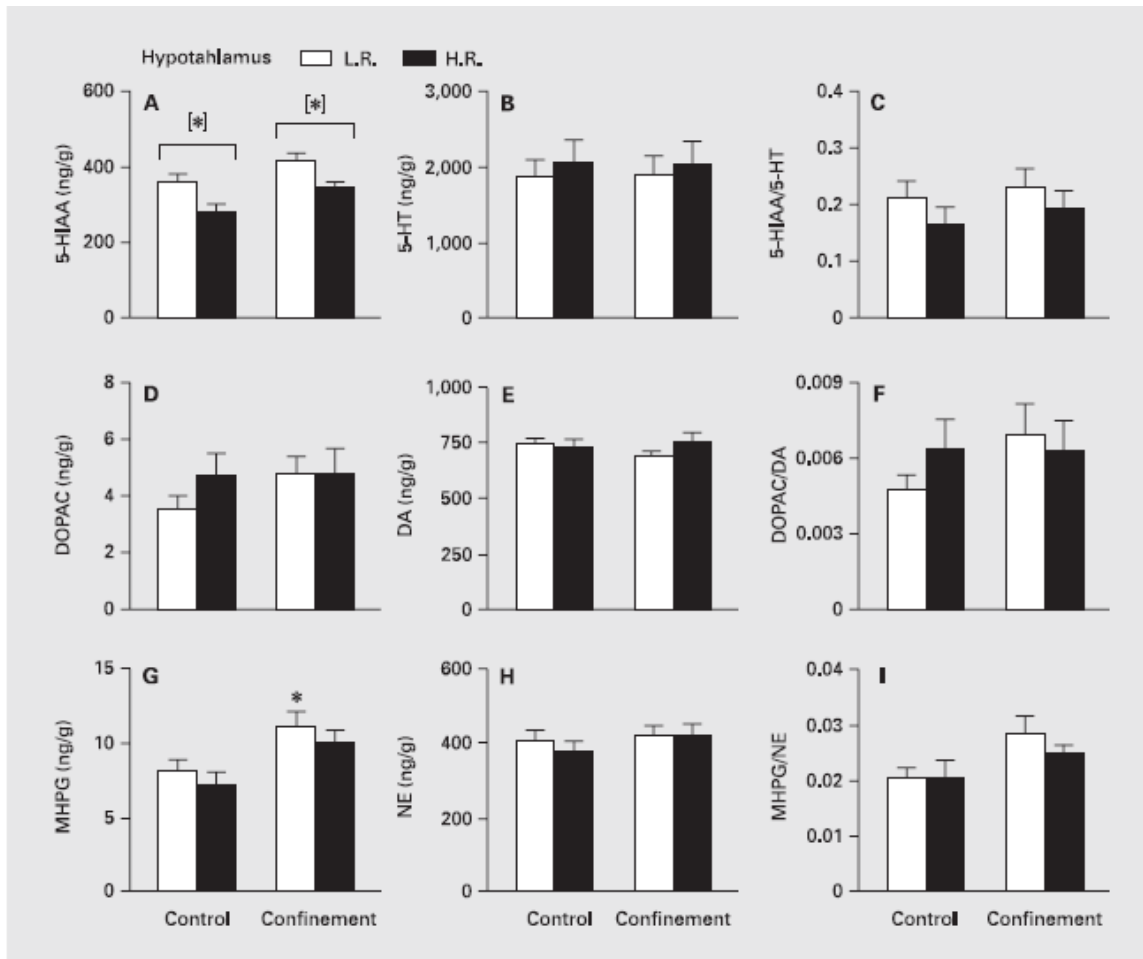 Hypotahlamus L.R. H.R.
A
600
400
200
0
5-HIAA (ng/g)
[*]
[*]
B
3,000
2,000
1,000
0
5-HT (ng/g)
C
0.4
0.3
0.2
0.1
0
5-HIAA/5-HT
D
8
6
4
2
0
DOPAC (ng/g)
E
1,000
750
500
250
0
DA (ng/g)
F
0.009
0.006
0.003
0
DOPAC/DA
G
15
10
5
0
MHPG (ng/g)
*
Control Confinement
H
600
400
200
0
NE (ng/g)
Control Confinement
I
0.04
0.03
0.02
0.01
0
MHPG/NE
Control Confinement